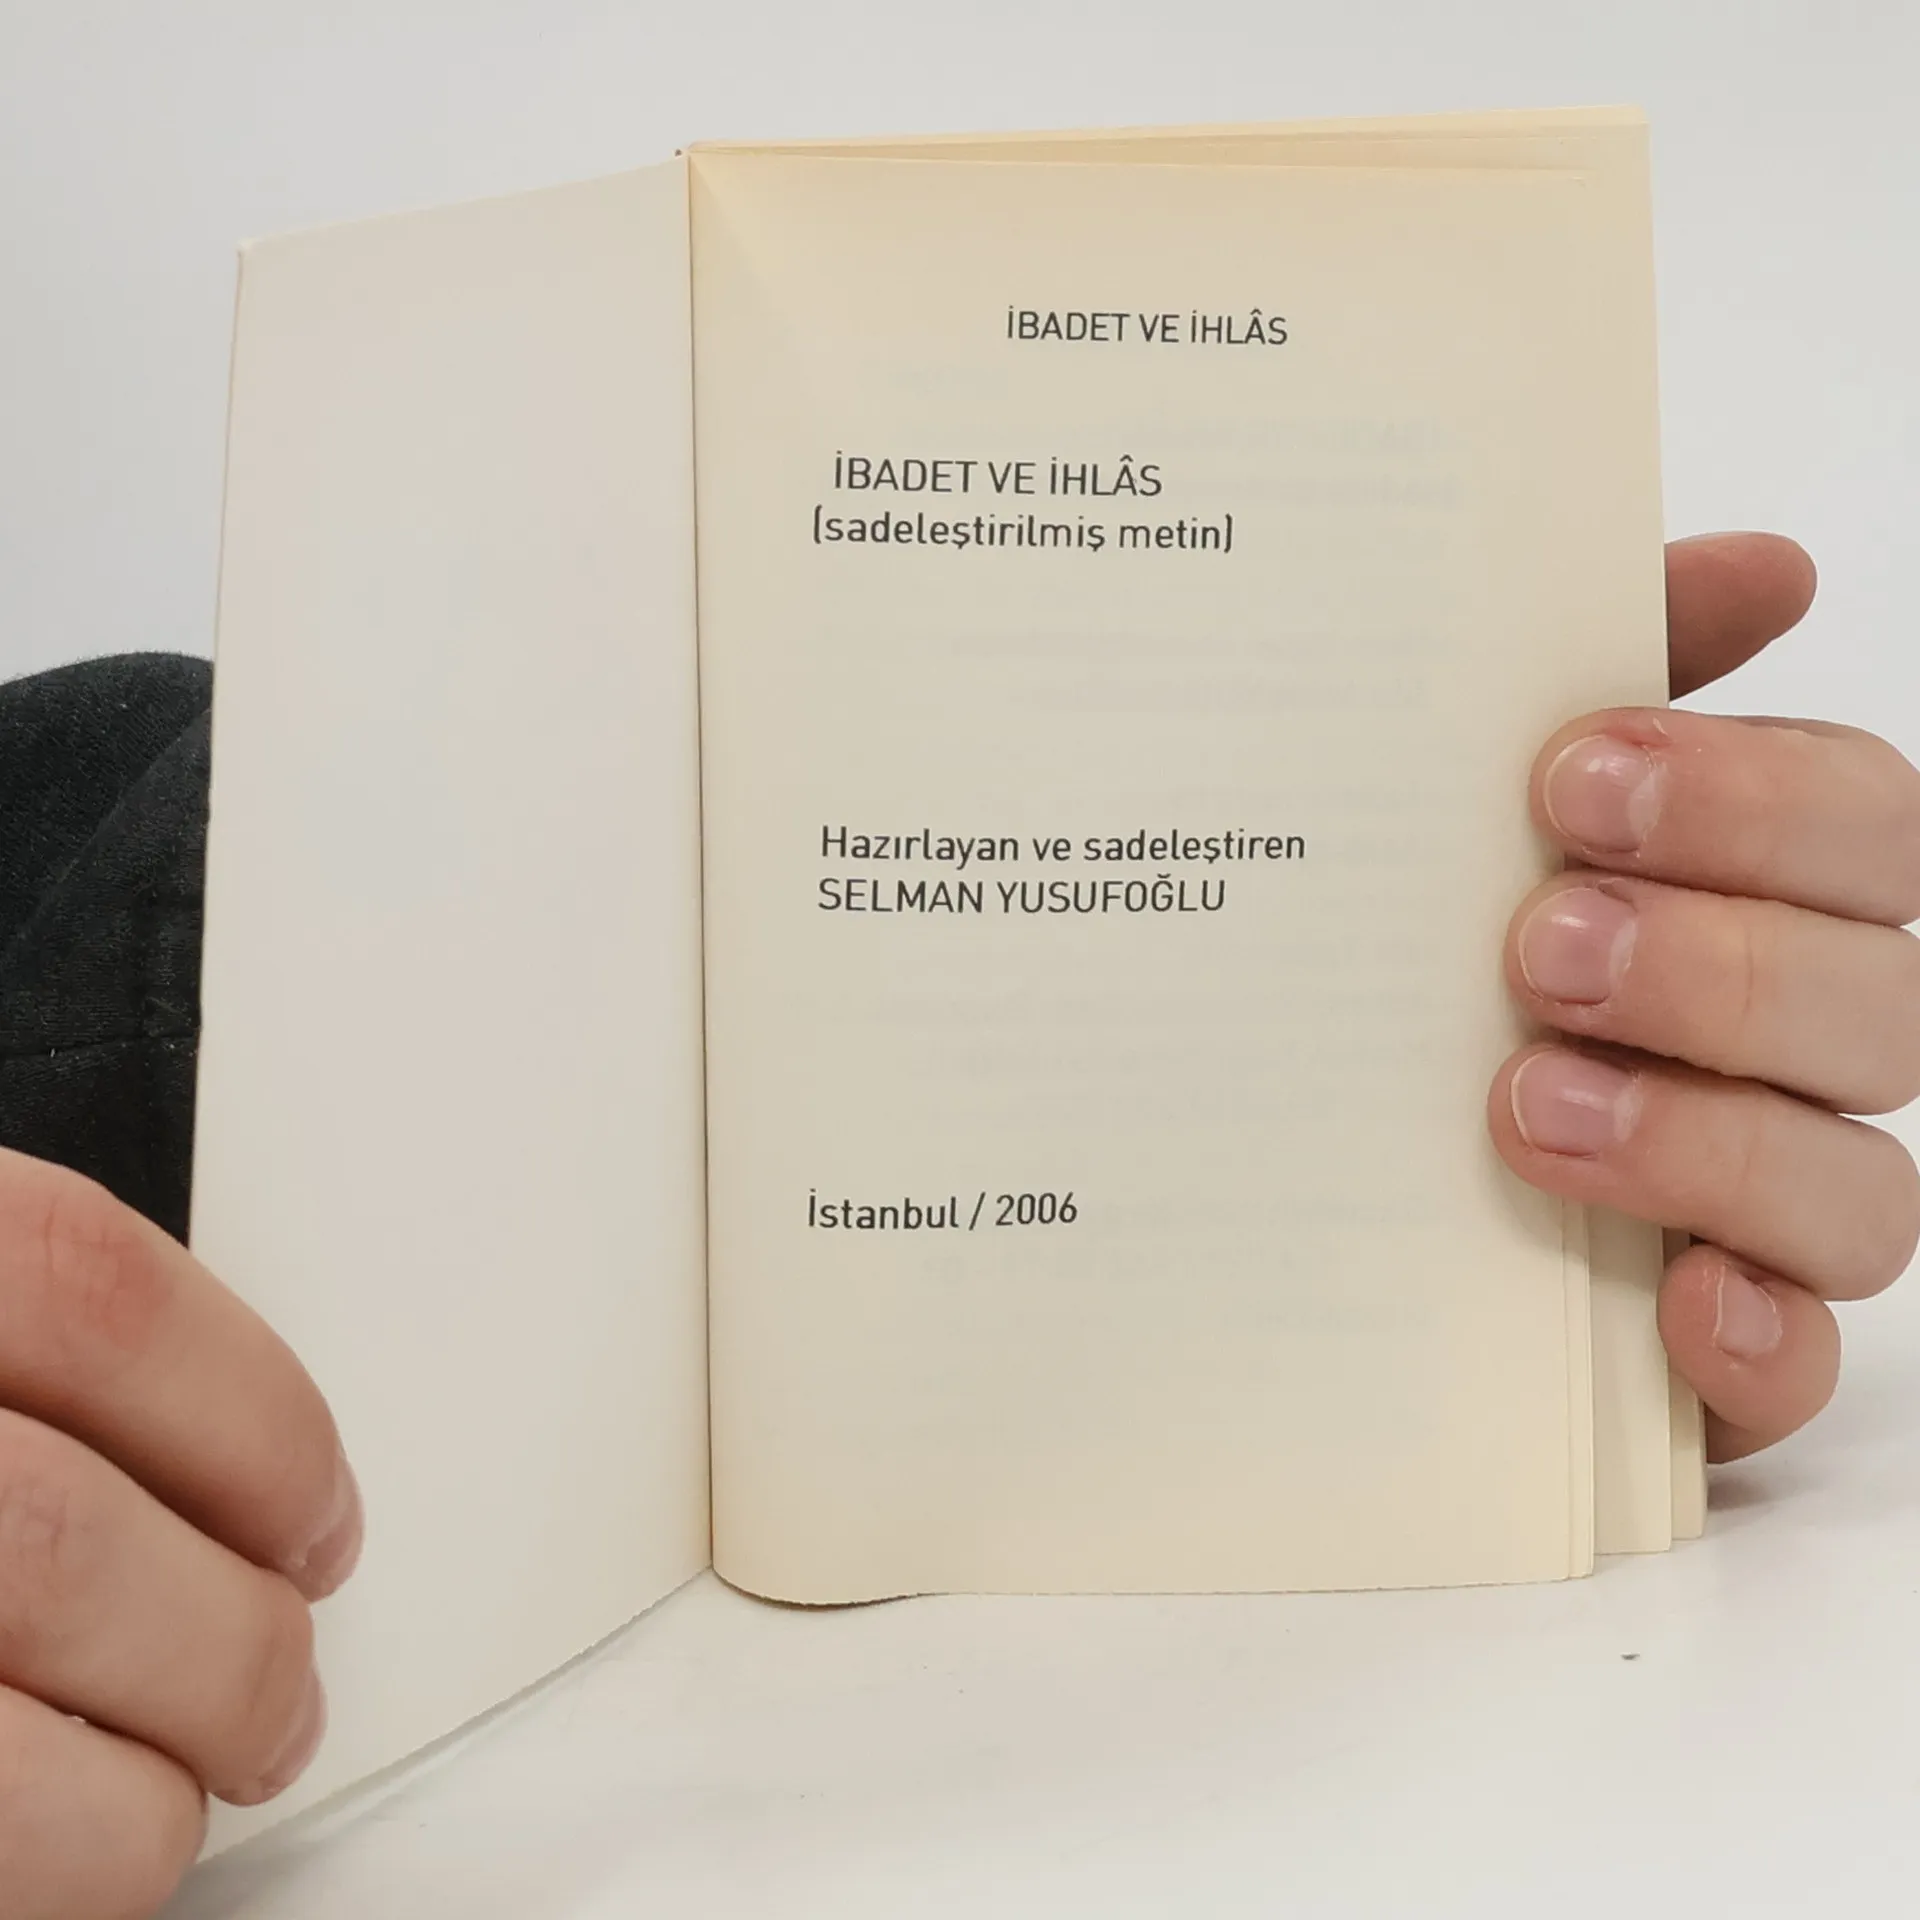 İBADET VE İHLÂS
İBADET VE İHLÂS
(sadeleştirilmiş metin)
Hazırlayan ve sadeleştiren
SELMAN YUSUFOĞLU
İstanbul / 2006